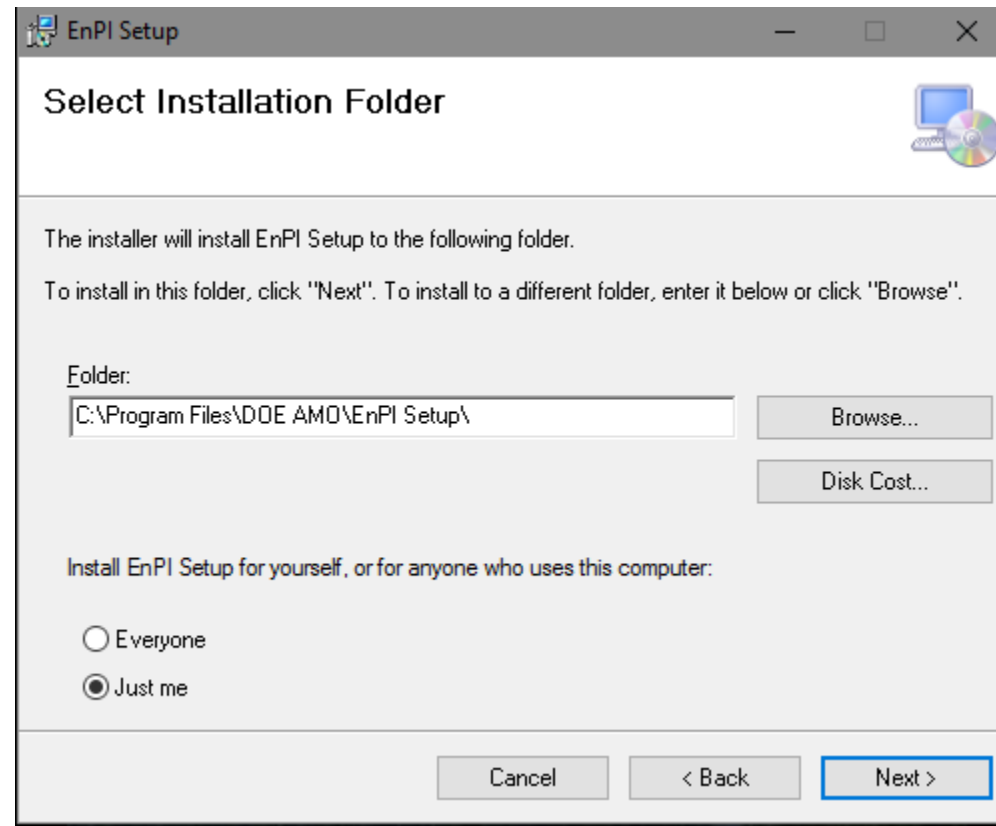 EnPI Setup
Select Installation Folder
The installer will install EnPI Setup to the following folder.
To install in this folder, click "Next". To install to a different folder, enter it below or click "Browse".
Folder:
C:\Program Files\DOE AMO\EnPI Setup\
Browse...
Disk Cost...
Install EnPI Setup for yourself, or for anyone who uses this computer:
Everyone
Just me
Cancel
< Back
Next >